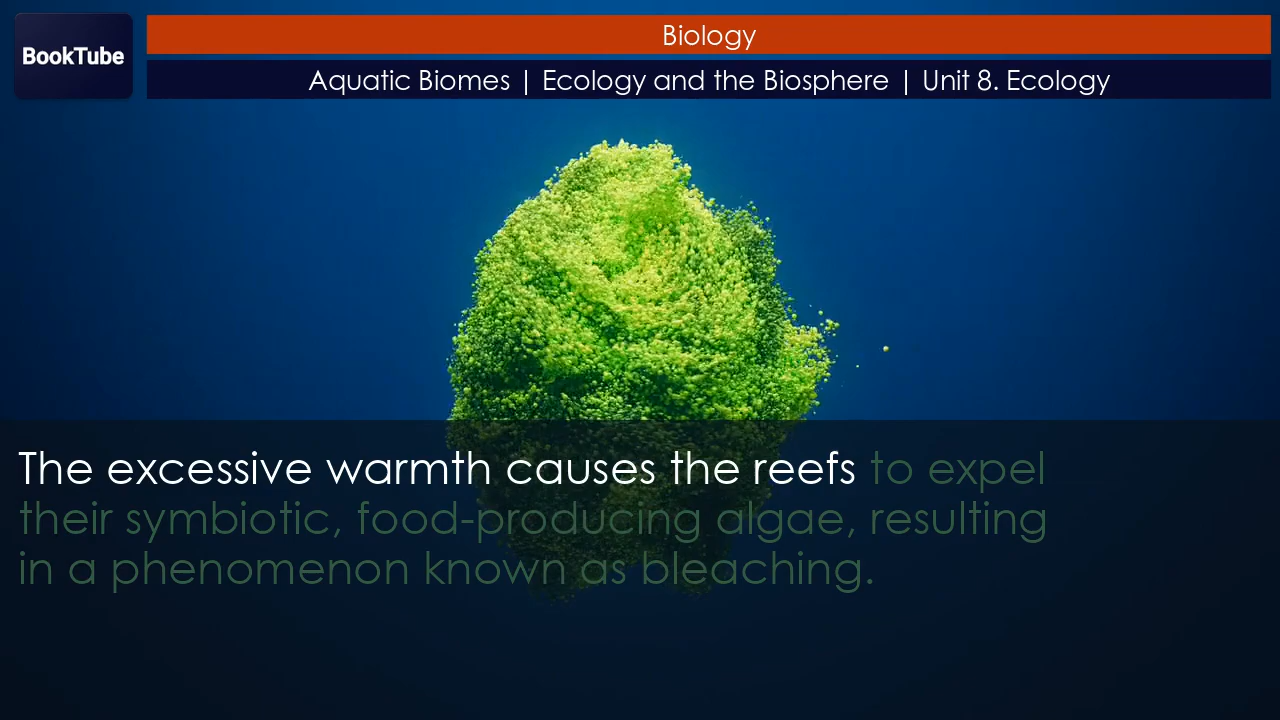 BookTube
Biology
Aquatic Biomes | Ecology and the Biosphere | Unit 8. Ecology
The excessive warmth causes the reefs to expel
their symbiotic, food-producing algae, resulting
in a phenomenon known as bleaching.